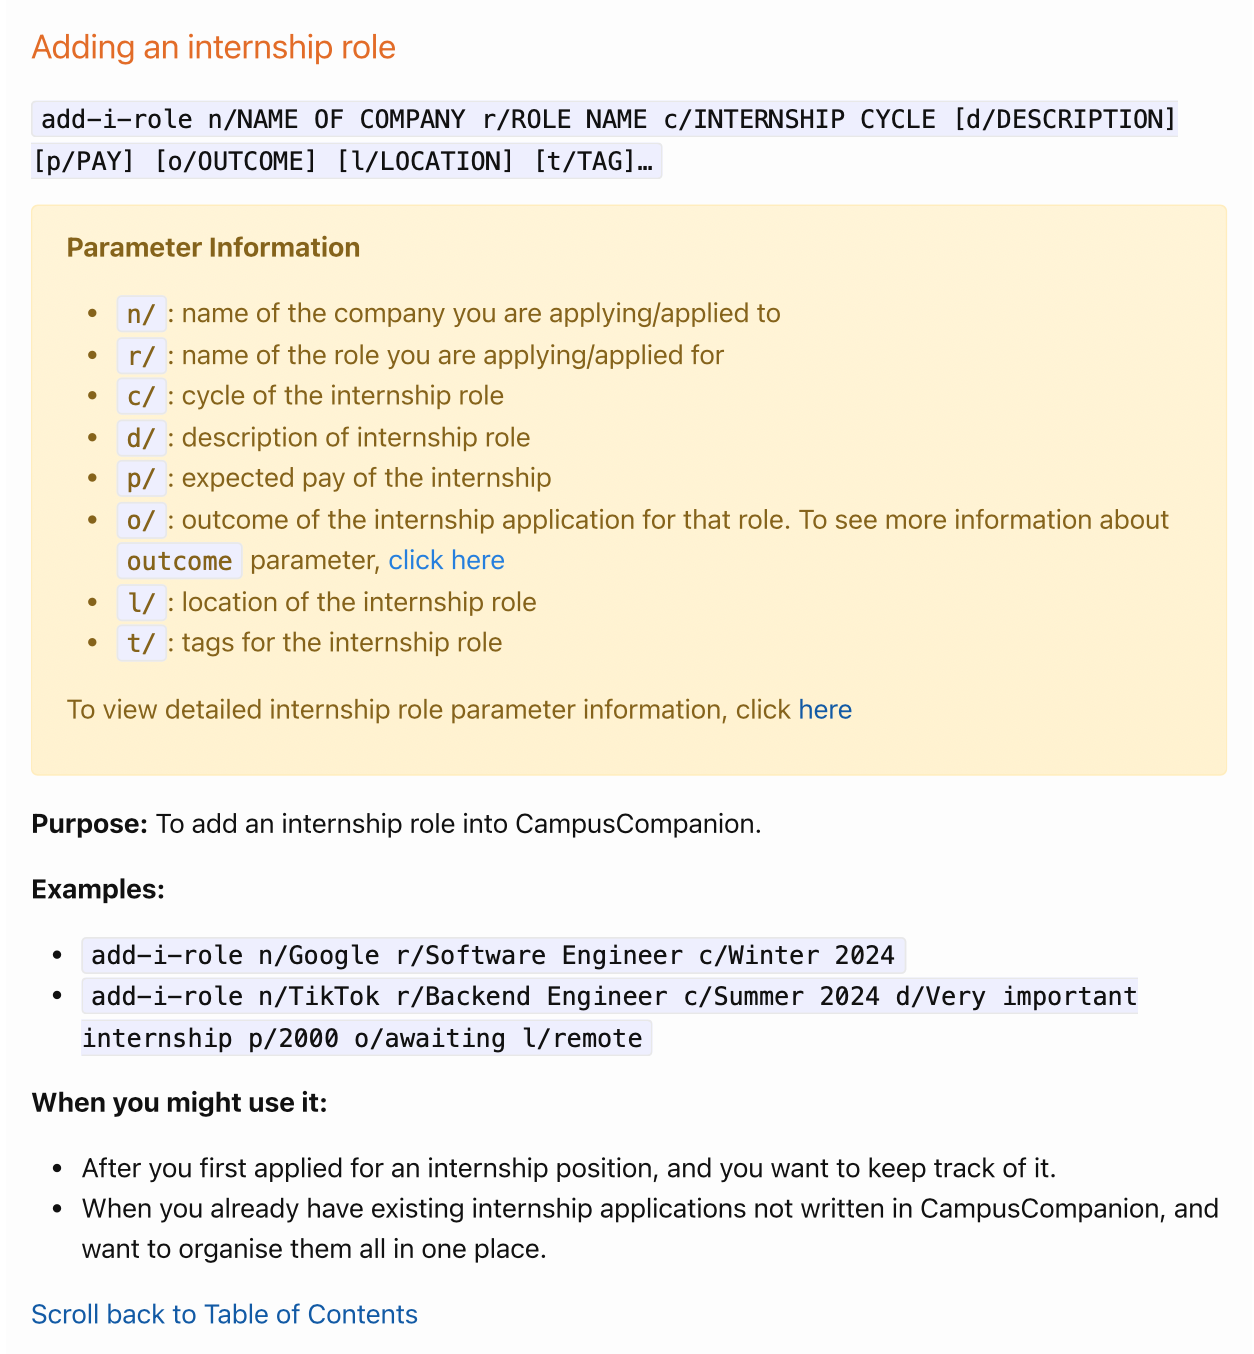 Adding an internship role
add-i-role n/NAME OF COMPANY r/ROLE NAME c/INTERNSHIP CYCLE [d/DESCRIPTION]
[p/PAY] [o/OUTCOME] [l/LOCATION] [t/TAG]…
Parameter Information
• n/ : name of the company you are applying/applied to
• r/ : name of the role you are applying/applied for
• c/ : cycle of the internship role
• d/ : description of internship role
• p/ : expected pay of the internship
• o/ : outcome of the internship application for that role. To see more information about
outcome parameter, click here
• l/ : location of the internship role
• t/ : tags for the internship role
To view detailed internship role parameter information, click here
Purpose: To add an internship role into CampusCompanion.
Examples:
• add-i-role n/Google r/Software Engineer c/Winter 2024
• add-i-role n/TikTok r/Backend Engineer c/Summer 2024 d/Very important
internship p/2000 o/awaiting l/remote
When you might use it:
• After you first applied for an internship position, and you want to keep track of it.
• When you already have existing internship applications not written in CampusCompanion, and
want to organise them all in one place.
Scroll back to Table of Contents